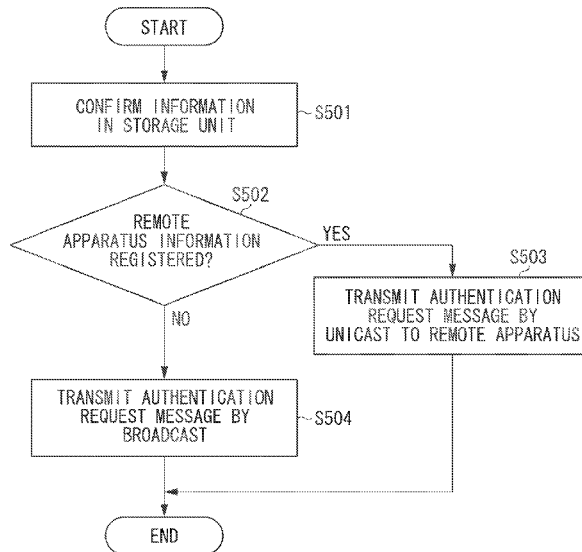 START
CONFIRM INFORMATION
IN STORAGE UNIT
S501
S502
REMOTE
APPARATUS INFORMATION
REGISTERED?
YES
S503
TRANSMIT AUTHENTICATION
REQUEST MESSAGE BY
UNICAST TO REMOTE APPARATUS
NO
TRANSMIT AUTHENTICATION
REQUEST MESSAGE BY
BROADCAST
S504
END